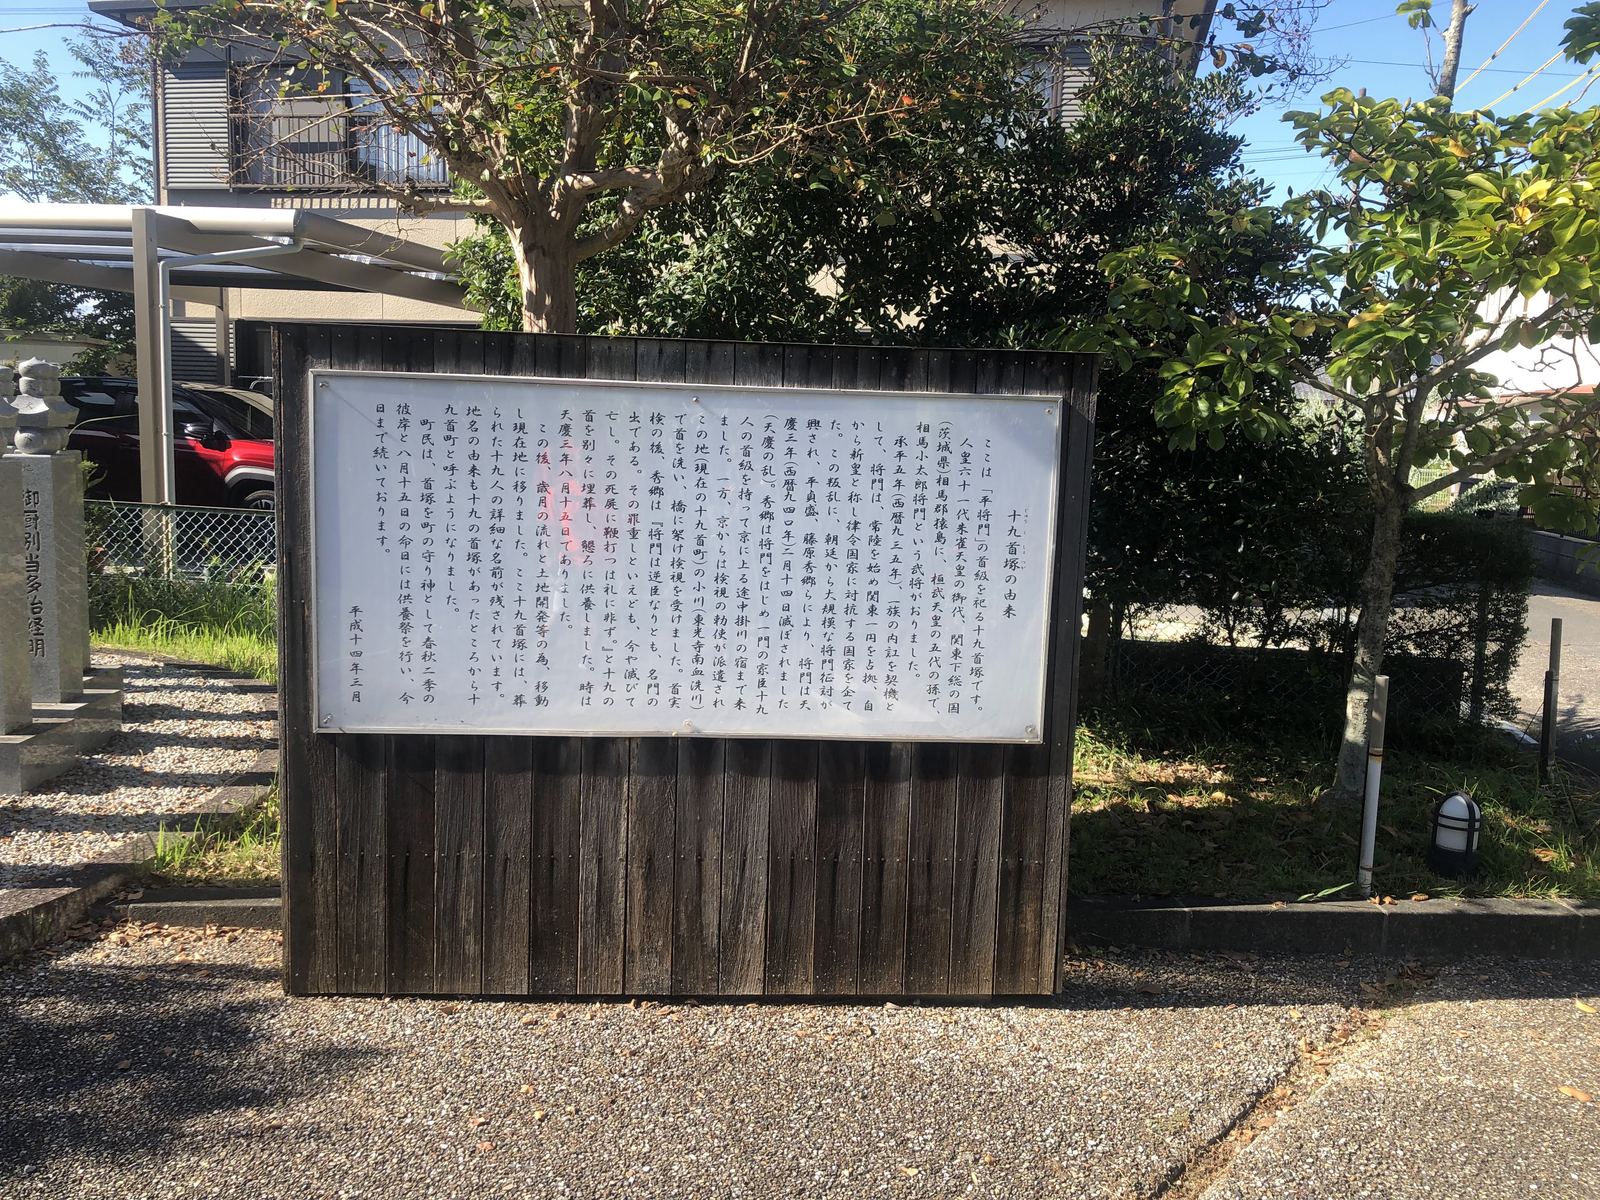 十九首塚の由来
ここは「平将門」の首級を祀る十九首塚です。
人皇六十一代朱雀天皇の御代、関東下総の国
(茨城県)相馬郡猿島に、桓武天皇の五代の孫で、
相馬小太郎将門という武将がおりました。
承平五年(西暦九三五年)、一族の内訌を契機と
して、将門は、常陸を始め関東一円を占拠、自
から新皇と称し律令国家に対抗する国家を企て
た。この叛乱に、朝廷から大規模な将門征討が
興され、平貞盛、藤原秀郷らにより、将門は天
慶三年(西暦九四〇年)二月十四日滅ぼされました
(天慶の乱)。秀郷は将門をはじめ一門の家臣十九
人の首級を持って京に上る途中掛川の宿まで来
ました。一方、京からは検視の勅使が派遣され
この地(現在の十九首町)の小川(東光寺南血洗川)
で首を洗い、橋に架け検視を受けました。首実
検の後、秀郷は『将門は逆臣なりとも、名門の
出である。その罪重しといえども、今や滅びて
亡し。その死屍に鞭打つは礼に非ず。』と十九の
首を別々に埋葬し、懇ろに供養しました。時は
天慶三年八月十五日でありました。
この後、歳月の流れと土地開発等の為、移動
し現在地に移りました。ここ十九首塚には、葬
られた十九人の詳細な名前が残されています。
地名の由来も十九の首塚があったところから十
九首町と呼ぶようになりました。
町民は、首塚を町の守り神として春秋二季の
彼岸と八月十五日の命日には供養祭を行い、今
日まで続いております。
平成十四年三月
御厨別当多治経明